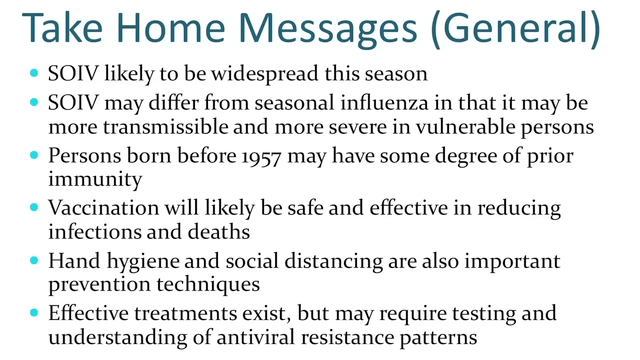 Take Home Messages (General)
• SOIV likely to be widespread this season
• SOIV may differ from seasonal influenza in that it may be
more transmissible and more severe in vulnerable persons
• Persons born before 1957 may have some degree of prior
immunity
• Vaccination will likely be safe and effective in reducing
infections and deaths
• Hand hygiene and social distancing are also important
prevention techniques
• Effective treatments exist, but may require testing and
understanding of antiviral resistance patterns